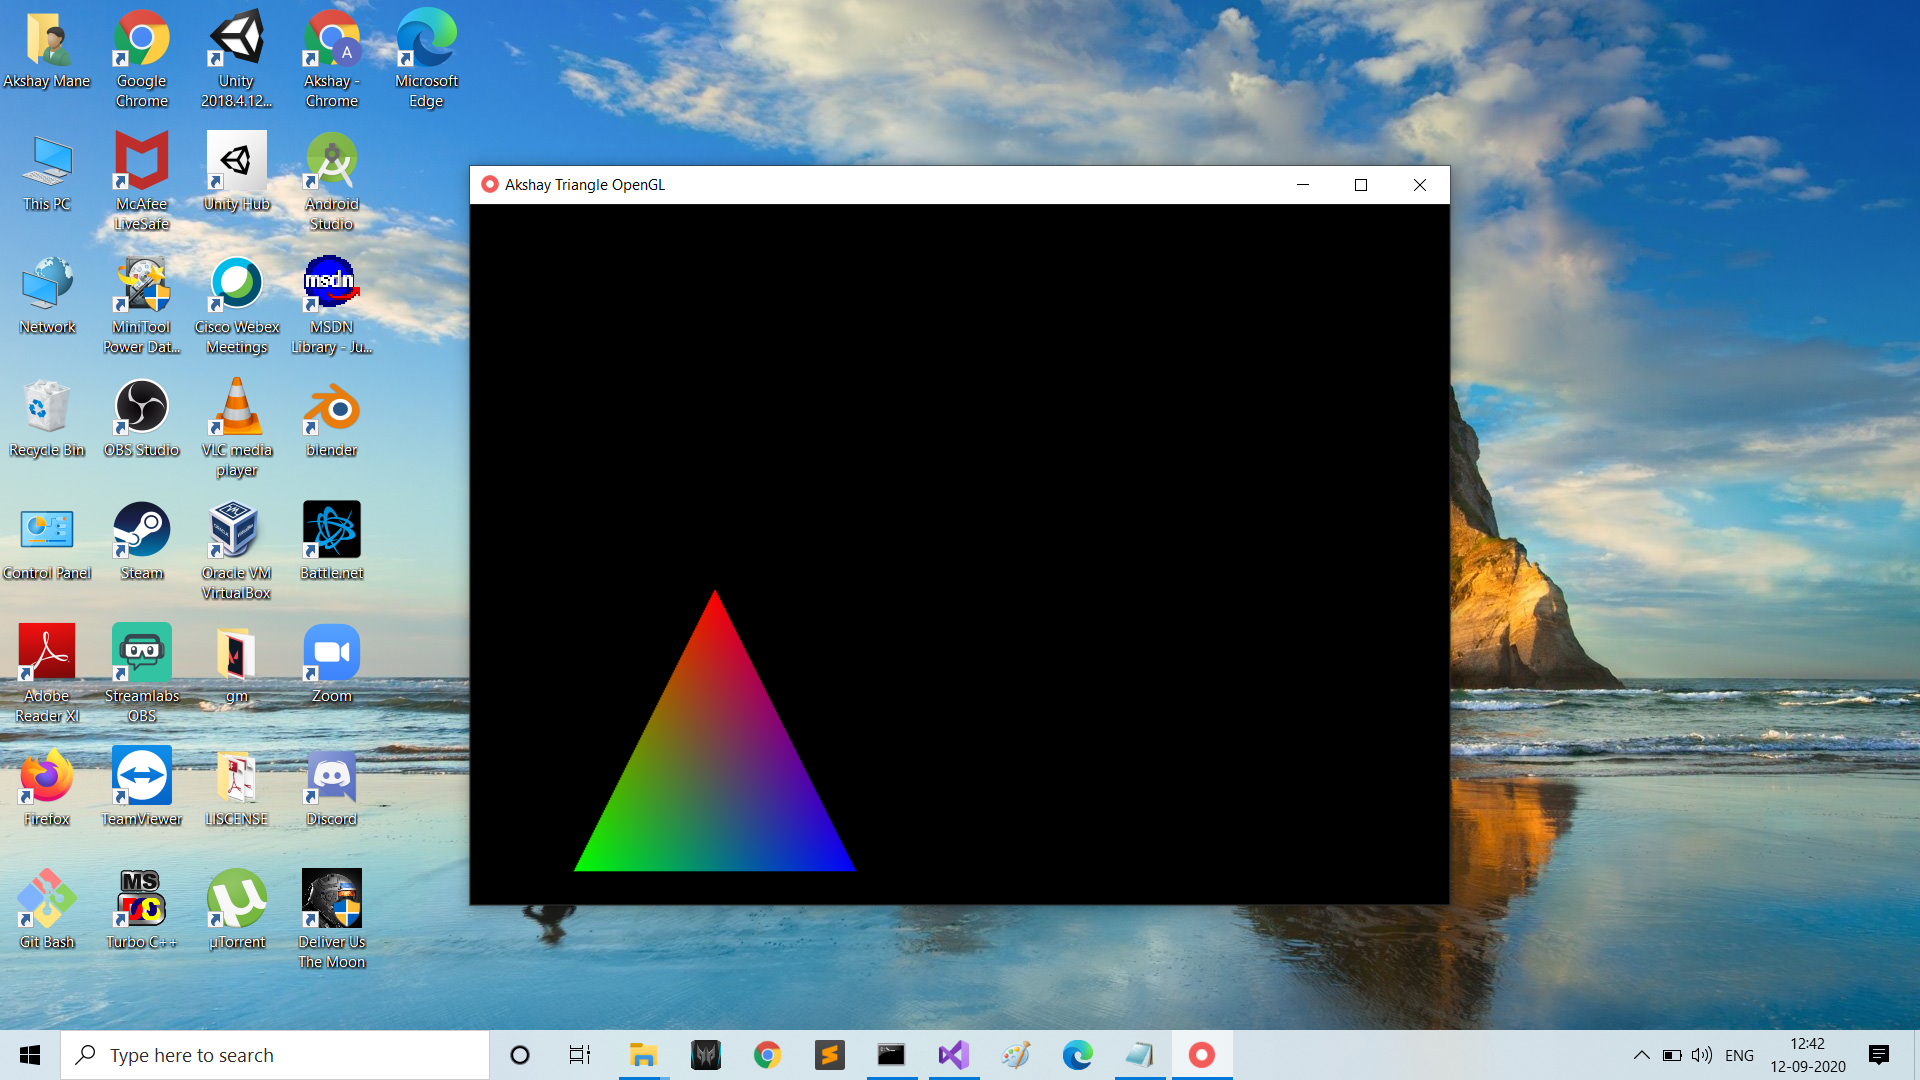 Akshay Mane
Google
Chrome
Unity
2018.4.12...
A
Akshay -
Chrome
Microsoft
Edge
This PC
McAfee
LiveSafe
Unity Hub
Android
Studio
Network
MiniTool
Power Dat...
Cisco Webex
Meetings
msdn
MSDN
Library - Ju...
Recycle Bin
OBS Studio
VLC media
player
blender
Control Panel
Steam
Oracle VM
VirtualBox
Battle.net
Adobe
Reader XI
Streamlabs
OBS
gm
Zoom
Firefox
TeamViewer
LISCENSE
Discord
Git Bash
MS
Turbo C++
µTorrent
Deliver Us
The Moon
Akshay Triangle OpenGL
Type here to search
ENG
12:42
12-09-2020